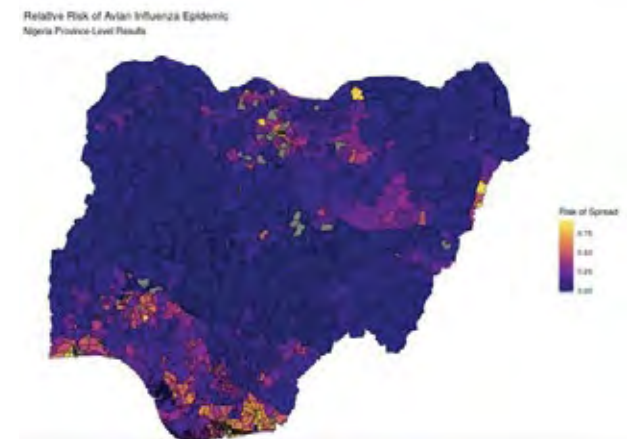 Relative Risk of Avian Influenza Epidemic
Nigeria Province-Level Results
Risk of Spread
0.75
0.50
0.25
0.00